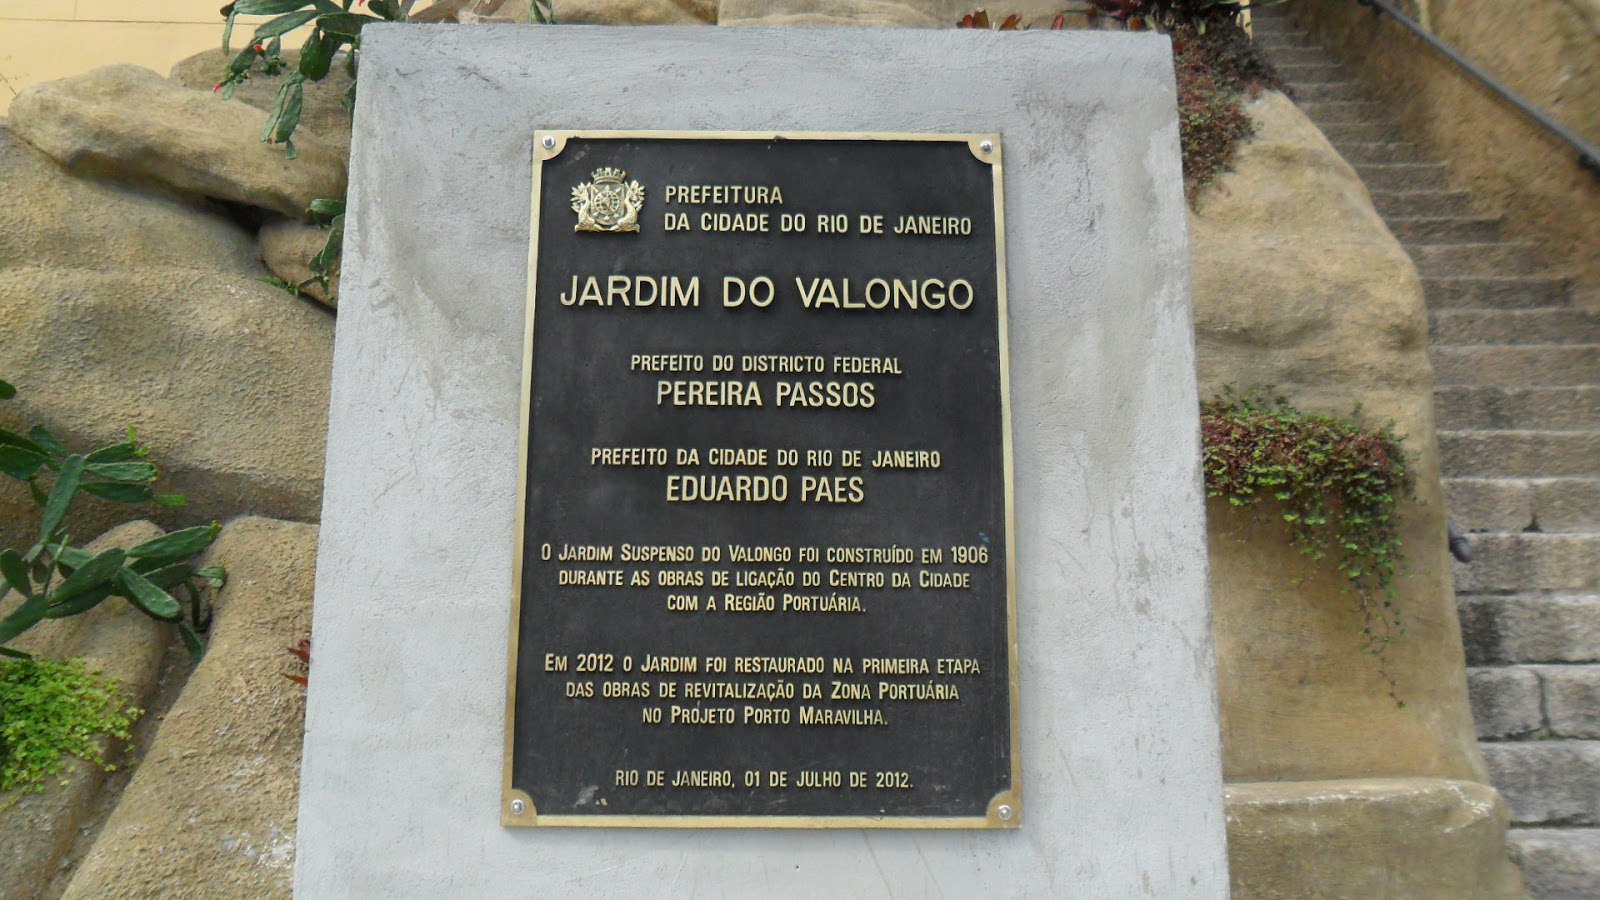 PREFEITURA
DA CIDADE DO RIO DE JANEIRO
JARDIM DO VALONGO
PREFEITO DO DISTRICTO FEDERAL
PEREIRA PASSOS
PREFEITO DA CIDADE DO RIO DE JANEIRO
EDUARDO PAES
O JARDIM SUSPENSO DO VALONGO FOI CONSTRUÍDO EM 1906
DURANTE AS OBRAS DE LIGAÇÃO DO CENTRO DA CIDADE
COM A REGIÃO PORTUÁRIA.
EM 2012 O JARDIM FOI RESTAURADO NA PRIMEIRA ETAPA
DAS OBRAS DE REVITALIZAÇÃO DA ZONA PORTUÁRIA
NO PROJETO PORTO MARAVILHA.
RIO DE JANEIRO, 01 DE JULHO DE 2012.